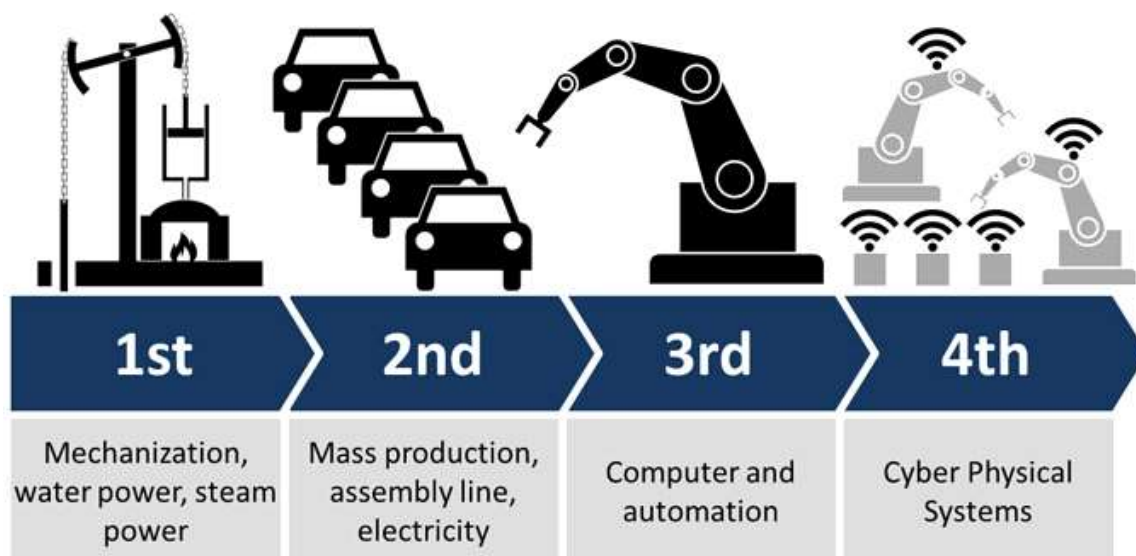 1st
2nd
3rd
4th
Mechanization,
water power, steam
power
Mass production,
assembly line,
electricity
Computer and
automation
Cyber Physical
Systems